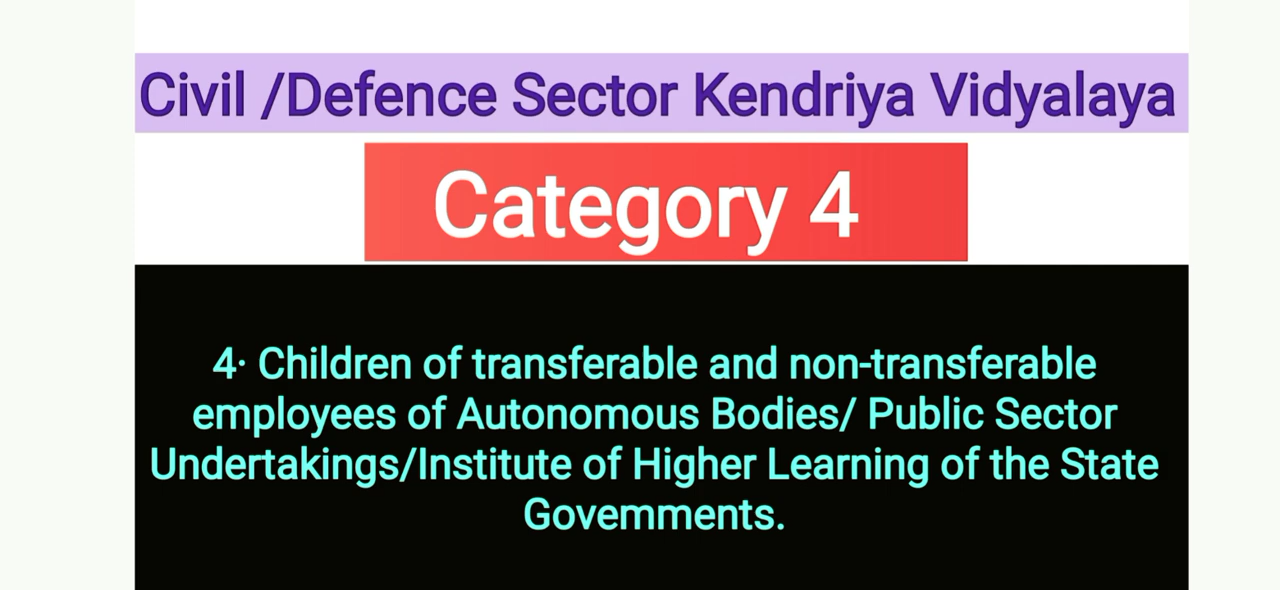 Civil /Defence Sector Kendriya Vidyalaya
Category 4
4· Children of transferable and non-transferable
employees of Autonomous Bodies/ Public Sector
Undertakings/Institute of Higher Learning of the State
Govemments.